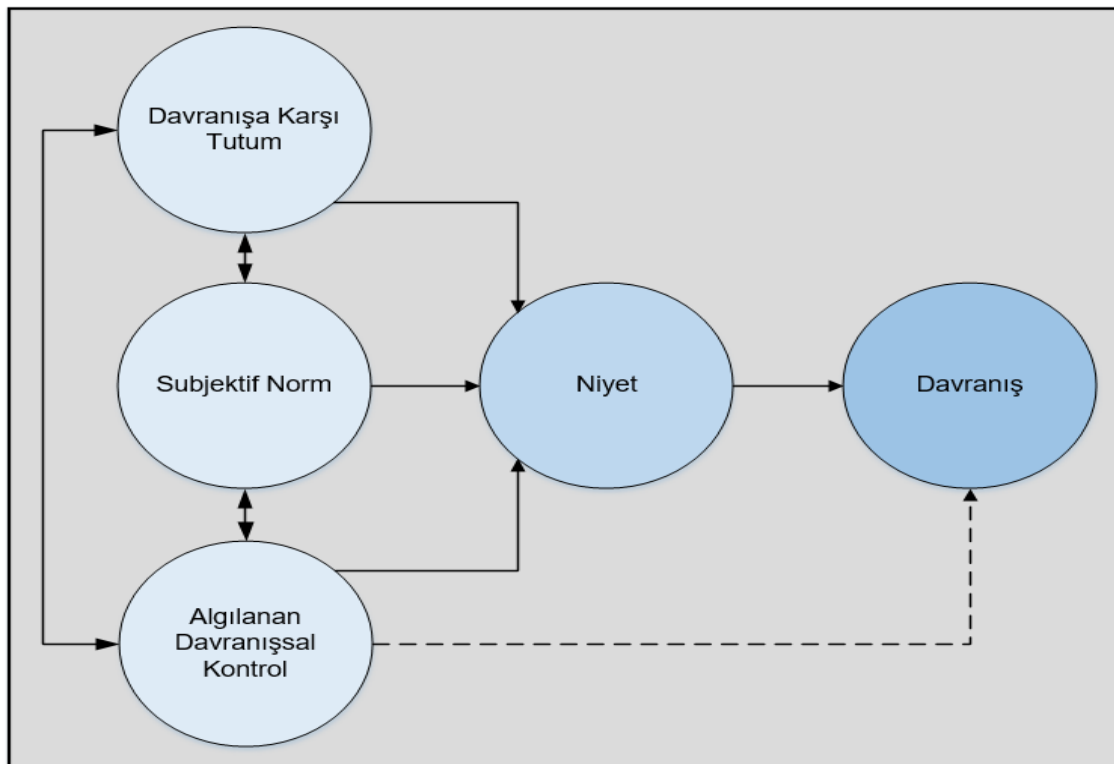 Davranışa Karşı
Tutum
Subjektif Norm
Niyet
Davranış
Algılanan
Davranışsal
Kontrol